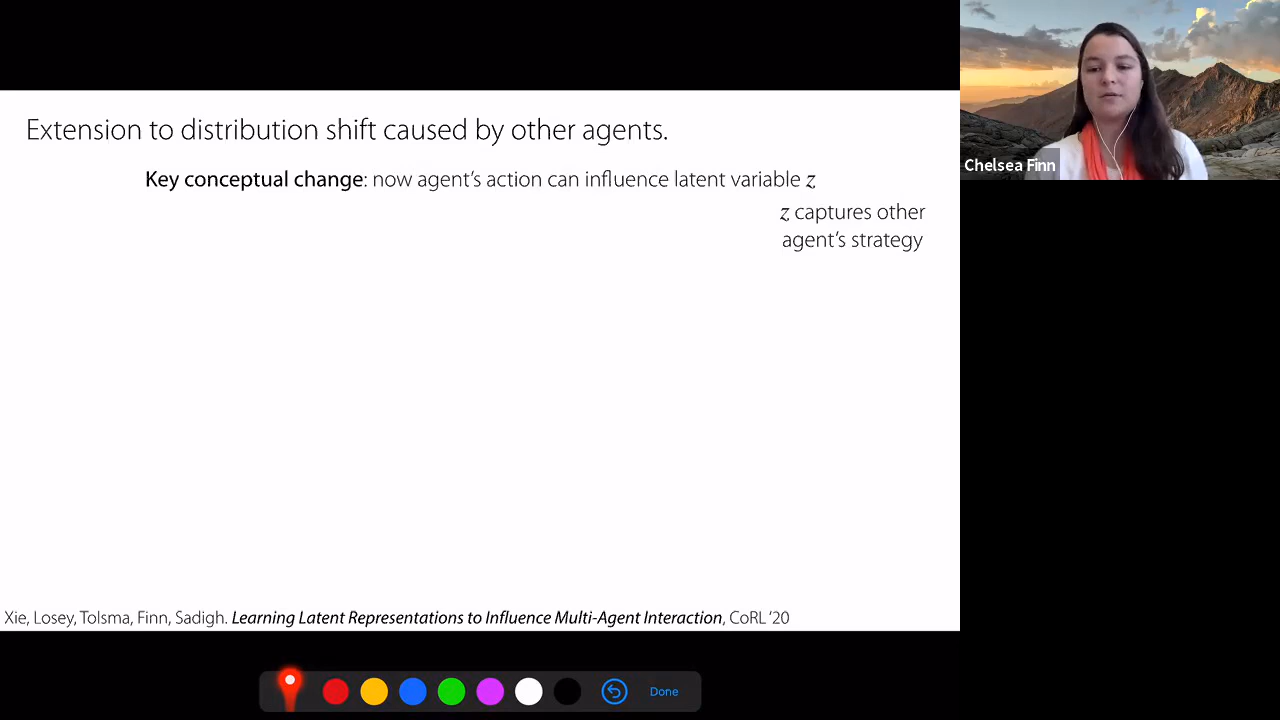 Extension to distribution shift caused by other agents.
Key conceptual change: now agent's action can influence latent variable z
z captures other
agent's strategy
Xie, Losey, Tolsma, Finn, Sadigh. Learning Latent Representations to Influence Multi-Agent Interaction, CoRL '20
Chelsea Finn
Done